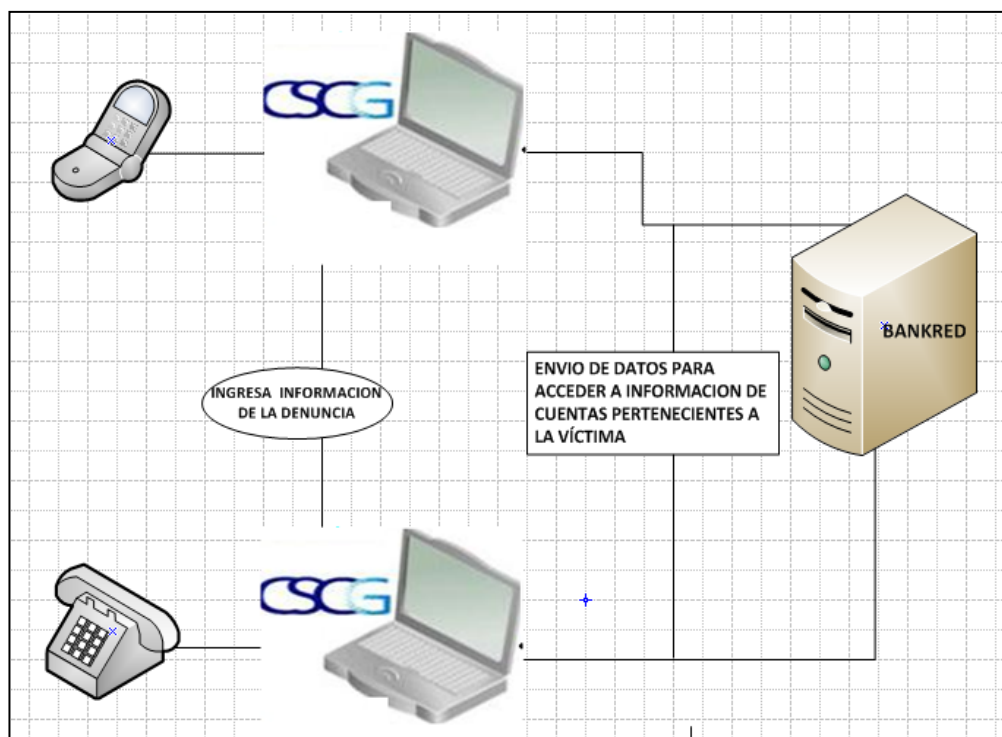 CSCG
BANKRED
ENVIO DE DATOS PARA
ACCEDER A INFORMACION DE
CUENTAS PERTENECIENTES A
LA VÍCTIMA
INGRESA INFORMACION
DE LA DENUNCIA
CSCG